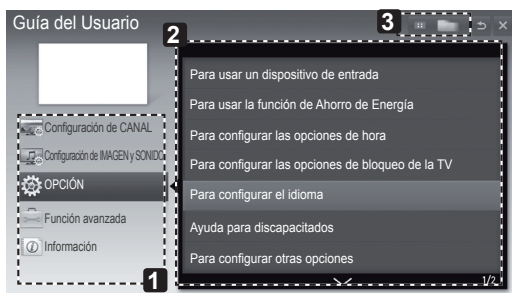 Guía del Usuario
3
2
Configuración de CANAL
Configuración de IMAGEN y SONIDO
OPCIÓN
Función avanzada
Información
1
Para usar un dispositivo de entrada
Para usar la función de Ahorro de Energía
Para configurar las opciones de hora
Para configurar las opciones de bloqueo de la TV
Para configurar el idioma
Ayuda para discapacitados
Para configurar otras opciones
1/2